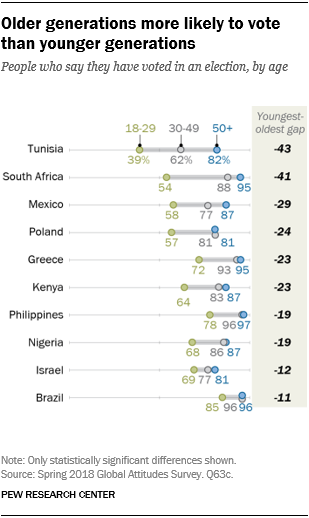 Older generations more likely to vote
than younger generations
People who say they have voted in an election, by age
Youngest-
oldest gap
18-29 30-49 50+
Tunisia 39% 62% 82% -43
South Africa 54 88 95 -41
Mexico 58 77 87 -29
Poland 57 81 81 -24
Greece 72 93 95 -23
Kenya 64 83 87 -23
Philippines 78 96 97 -19
Nigeria 68 86 87 -19
Israel 69 77 81 -12
Brazil 85 96 96 -11
Note: Only statistically significant differences shown.
Source: Spring 2018 Global Attitudes Survey. Q63c.
PEW RESEARCH CENTER